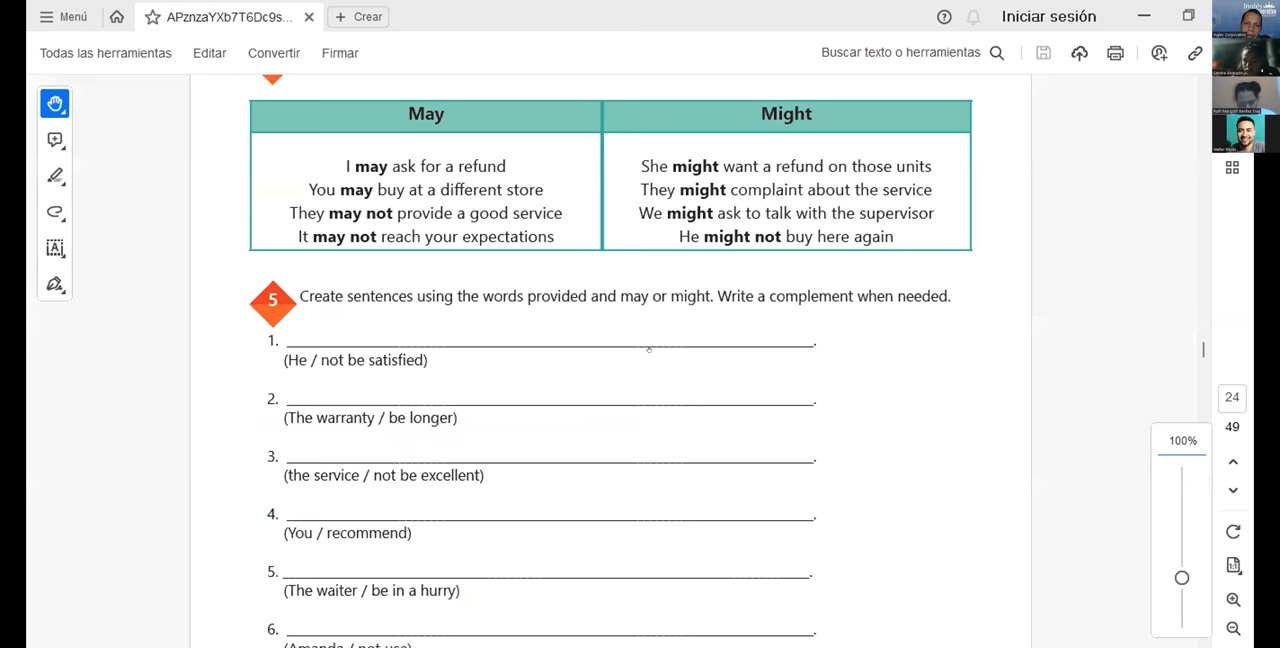 Menú
APznzaYXb7T6Dc9s...
Crear
Iniciar sesión
Todas las herramientas
Editar
Convertir
Firmar
Buscar texto o herramientas
May
Might
I may ask for a refund
You may buy at a different store
They may not provide a good service
It may not reach your expectations
She might want a refund on those units
They might complaint about the service
We might ask to talk with the supervisor
He might not buy here again
5 Create sentences using the words provided and may or might. Write a complement when needed.
1. .
(He / not be satisfied)
2. .
(The warranty / be longer)
3. .
(the service / not be excellent)
4. .
(You / recommend)
5. .
(The waiter / be in a hurry)
6. .
(Amanda / not use)
24
49
100%